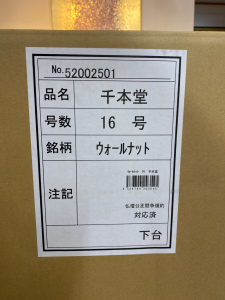 No. 52002501
品名 千本堂
号数 16 号
銘柄 ウォールナット
注記
仏壇公正競争規約
対応済
下台